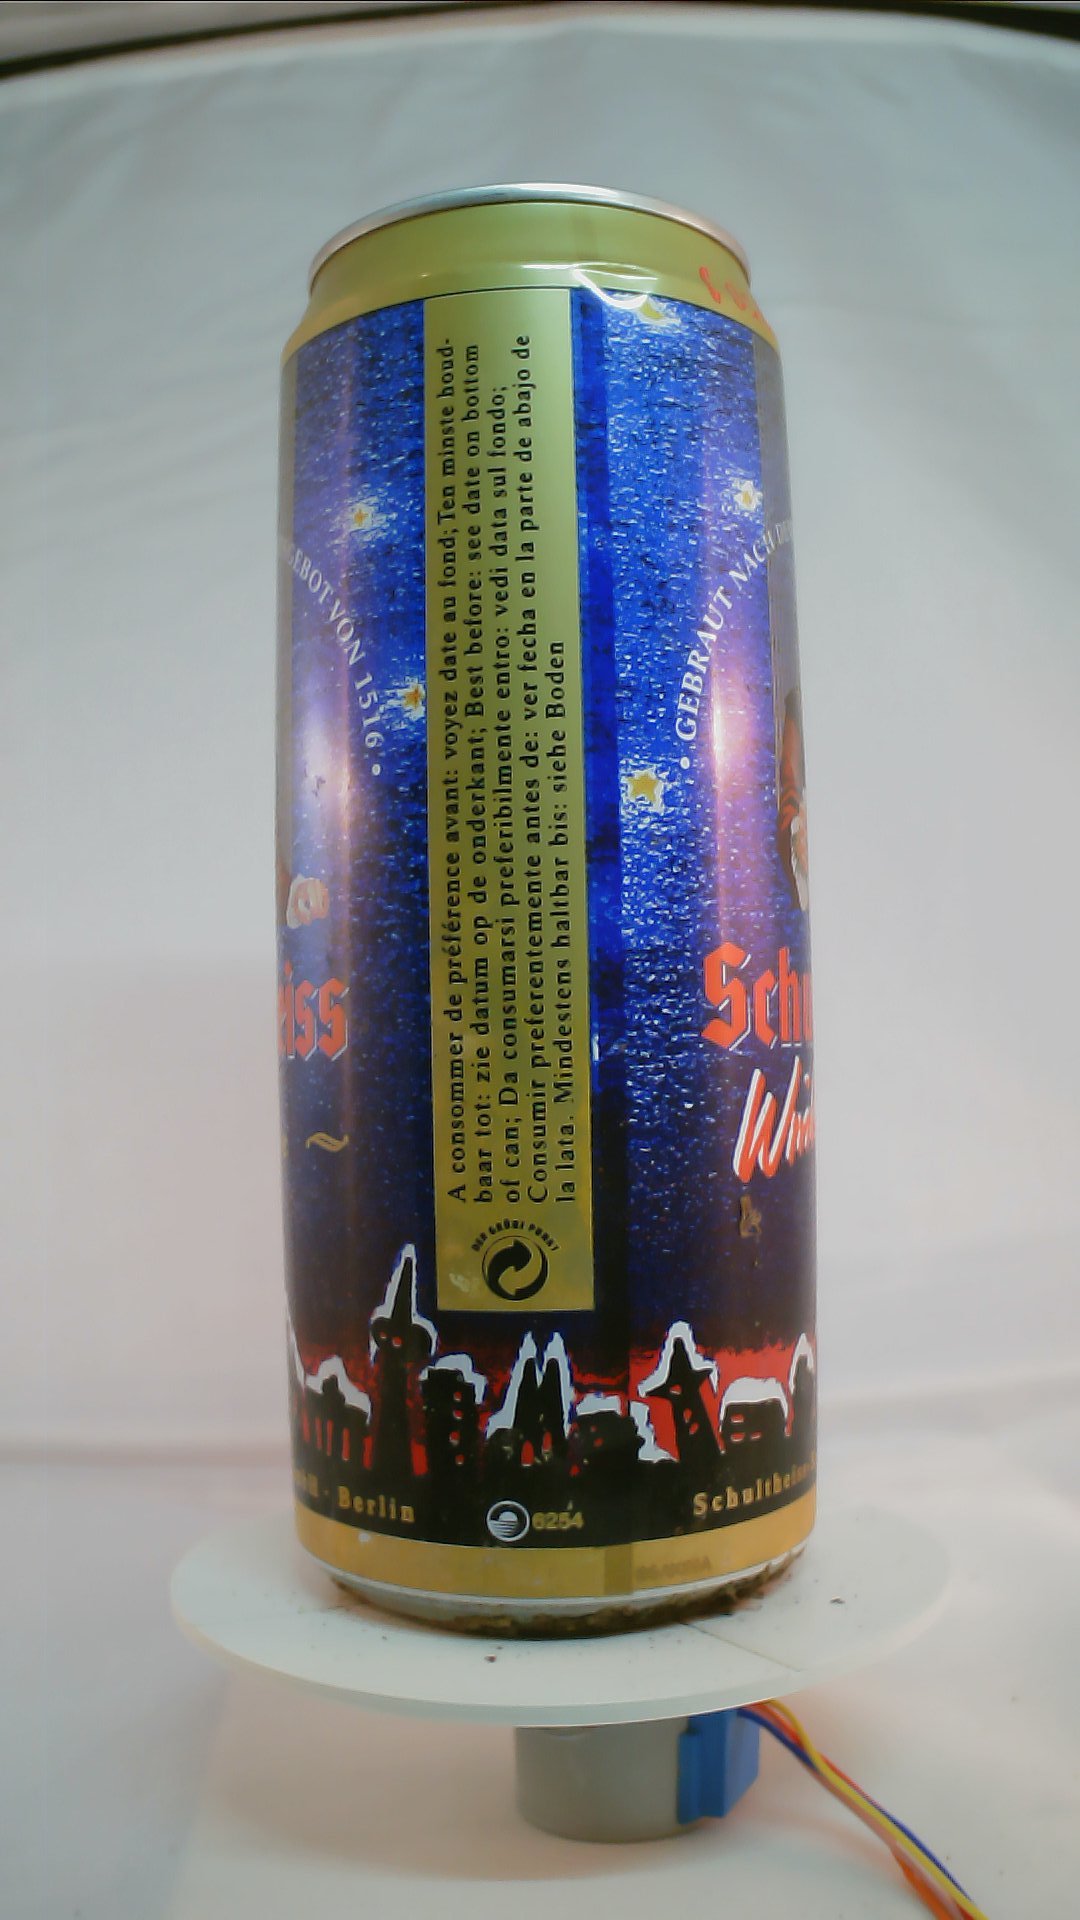 A consommer de préférence avant: voyez date au fond; Ten minste houd-
baar tot: zie datum op de onderkant; Best before: see date on bottom
of can; Da consumarsi preferibilmente entro: vedi data sul fondo;
Consumir preferentemente antes de: ver fecha en la parte de abajo de
la lata. Mindestens haltbar bis: siehe Boden
DER GRÜNE PUNKT
VON 1516 •
• GEBRAUT NACH
Berlin
6254